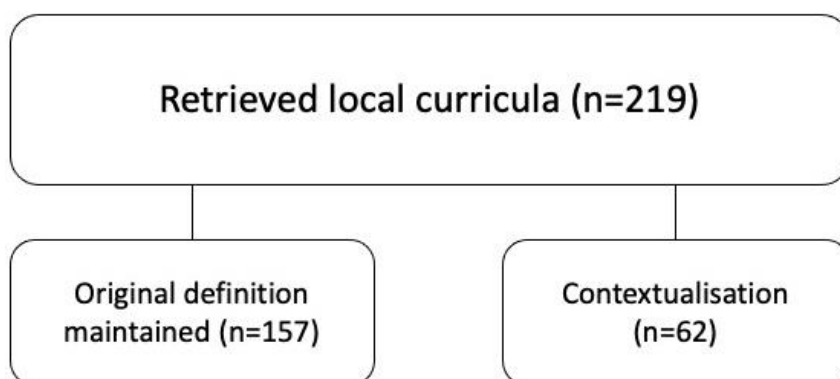 Retrieved local curricula (n=219)
Original definition
maintained (n=157)
Contextualisation
(n=62)